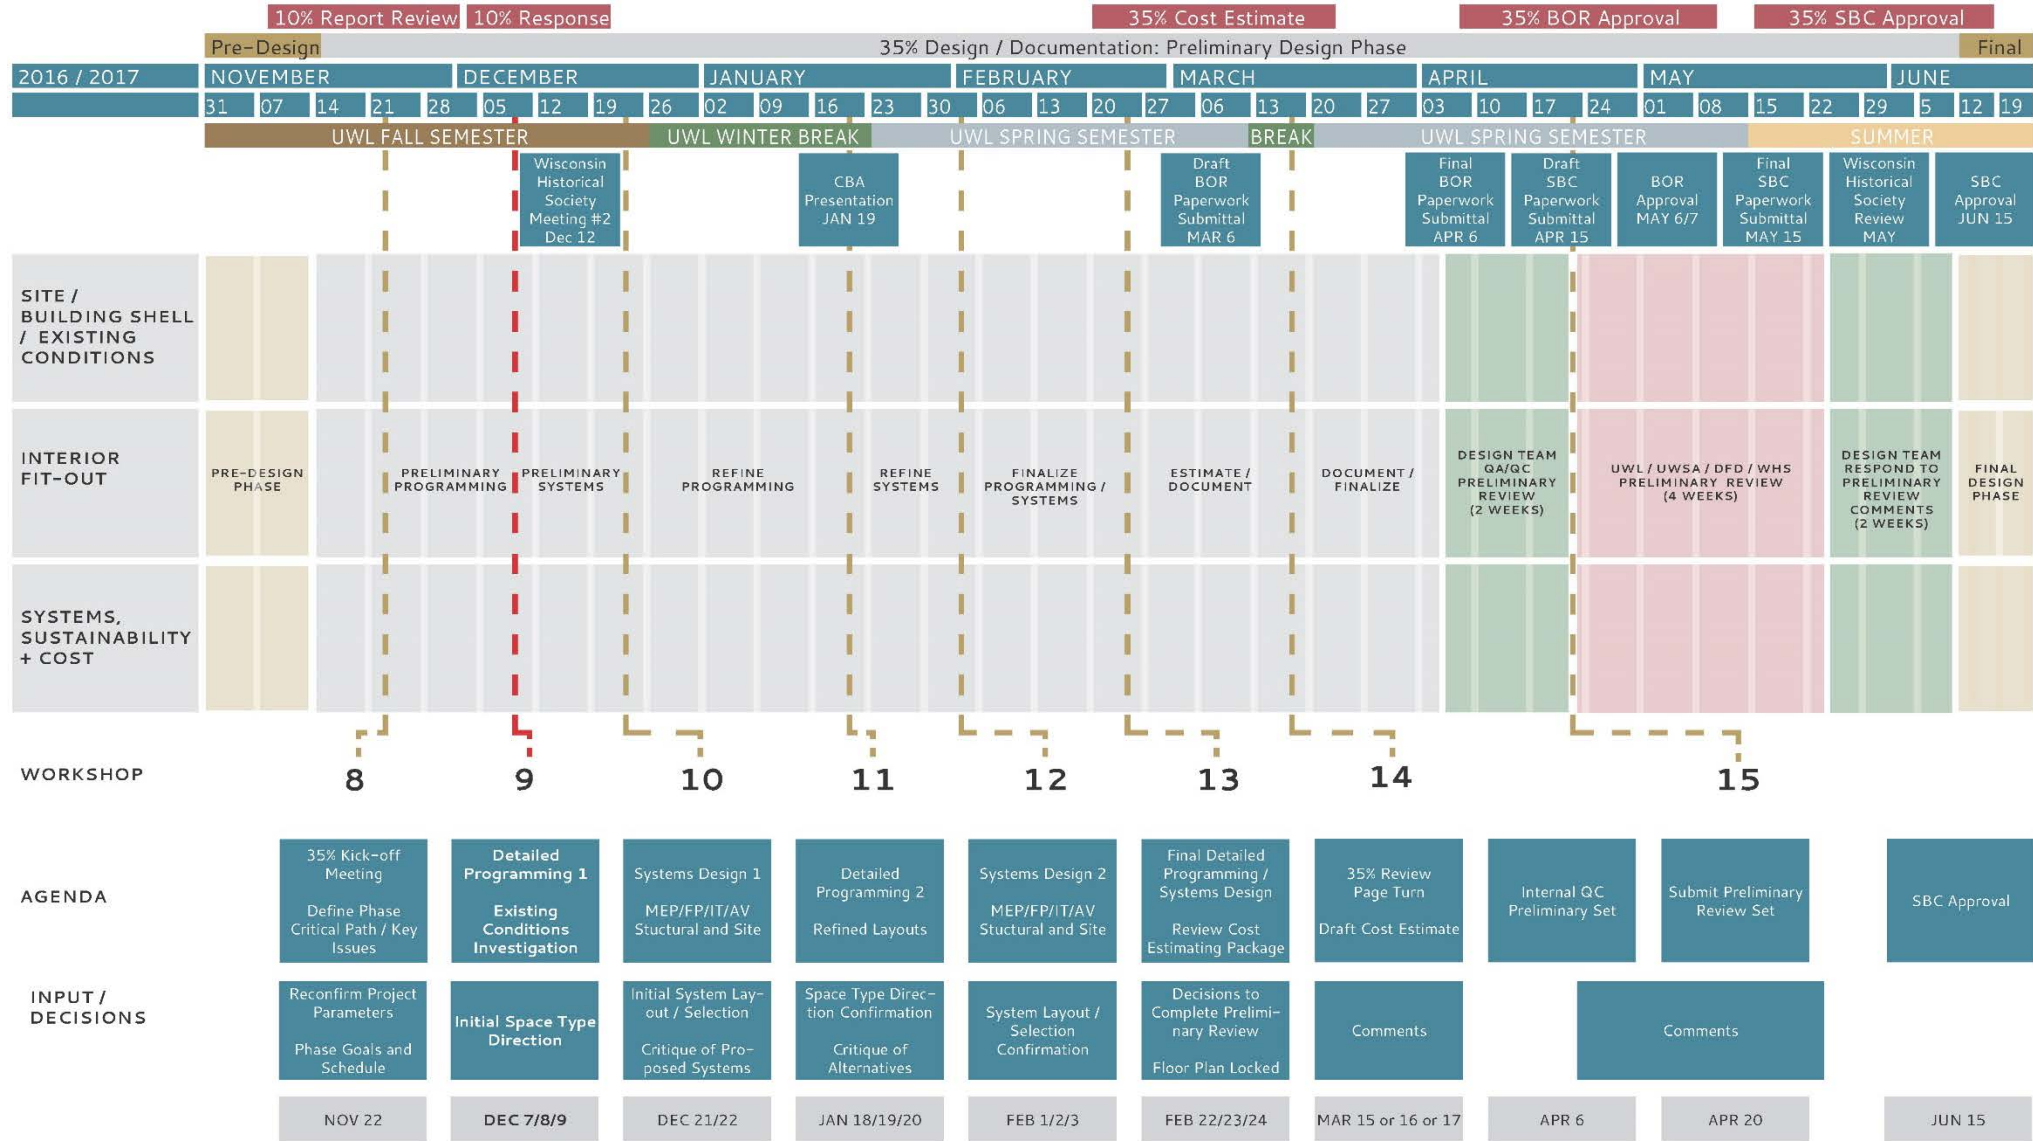 10% Report Review 10% Response 35% Cost Estimate 35% BOR Approval 35% SBC Approval
Pre-Design 35% Design / Documentation: Preliminary Design Phase Final
2016 / 2017 NOVEMBER DECEMBER JANUARY FEBRUARY MARCH APRIL MAY JUNE
31 07 14 21 28 05 12 19 26 02 09 16 23 30 06 13 20 27 06 13 20 27 03 10 17 24 01 08 15 22 29 5 12 19
UWL FALL SEMESTER UWL WINTER BREAK UWL SPRING SEMESTER BREAK UWL SPRING SEMESTER SUMMER
Wisconsin
Historical
Society
Meeting #2
Dec 12
CBA
Presentation
JAN 19
Draft
BOR
Paperwork
Submittal
MAR 6
Final
BOR
Paperwork
Submittal
APR 6
Draft
SBC
Paperwork
Submittal
APR 15
BOR
Approval
MAY 6/7
Final
SBC
Paperwork
Submittal
MAY 15
Wisconsin
Historical
Society
Review
MAY
SBC
Approval
JUN 15
SITE /
BUILDING SHELL
/ EXISTING
CONDITIONS
INTERIOR
FIT-OUT
PRE-DESIGN
PHASE
PRELIMINARY
PROGRAMMING
PRELIMINARY
SYSTEMS
REFINE
PROGRAMMING
REFINE
SYSTEMS
FINALIZE
PROGRAMMING /
SYSTEMS
ESTIMATE /
DOCUMENT
DOCUMENT /
FINALIZE
DESIGN TEAM
QA/QC
PRELIMINARY
REVIEW
(2 WEEKS)
UWL / UWSA / DFD / WHS
PRELIMINARY REVIEW
(4 WEEKS)
DESIGN TEAM
RESPOND TO
PRELIMINARY
REVIEW
COMMENTS
(2 WEEKS)
FINAL
DESIGN
PHASE
SYSTEMS,
SUSTAINABILITY
+ COST
WORKSHOP 8 9 10 11 12 13 14 15
AGENDA
35% Kick-off
Meeting
Define Phase
Critical Path / Key
Issues
Detailed
Programming 1
Existing
Conditions
Investigation
Systems Design 1
MEP/FP/IT/AV
Stuctural and Site
Detailed
Programming 2
Refined Layouts
Systems Design 2
MEP/FP/IT/AV
Stuctural and Site
Final Detailed
Programming /
Systems Design
Review Cost
Estimating Package
35% Review
Page Turn
Draft Cost Estimate
Internal QC
Preliminary Set
Submit Preliminary
Review Set
SBC Approval
INPUT /
DECISIONS
Reconfirm Project
Parameters
Phase Goals and
Schedule
Initial Space Type
Direction
Initial System Lay-
out / Selection
Critique of Pro-
posed Systems
Space Type Direc-
tion Confirmation
Critique of
Alternatives
System Layout /
Selection
Confirmation
Decisions to
Complete Prelimi-
nary Review
Floor Plan Locked
Comments
Comments
NOV 22 DEC 7/8/9 DEC 21/22 JAN 18/19/20 FEB 1/2/3 FEB 22/23/24 MAR 15 or 16 or 17 APR 6 APR 20 JUN 15